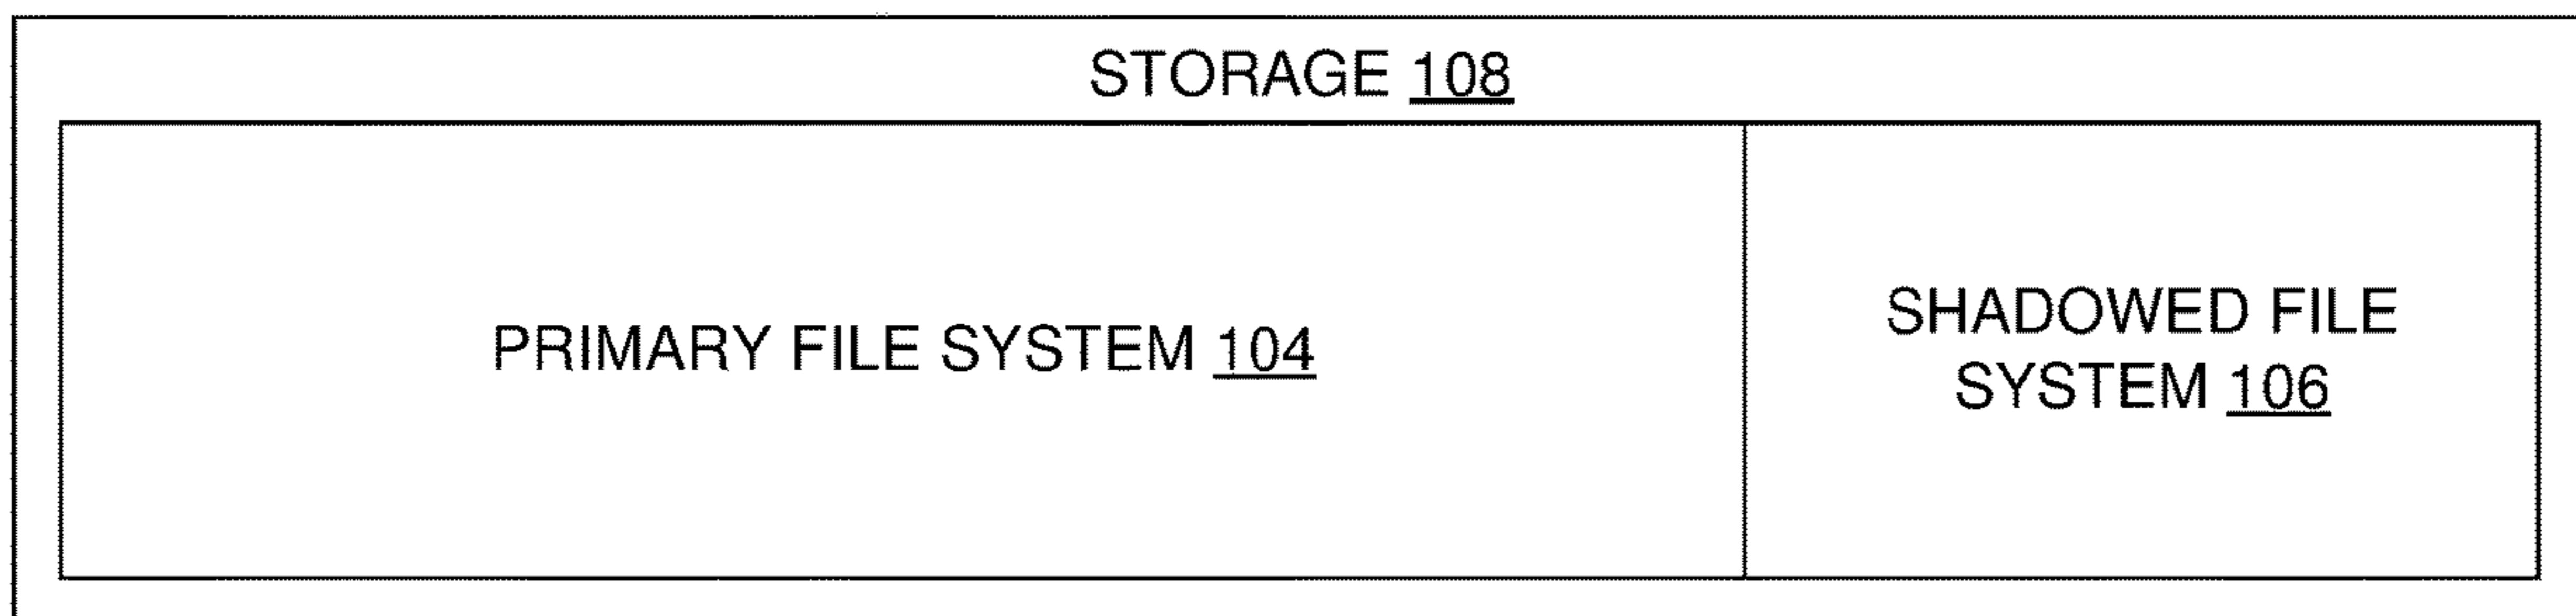 STORAGE 108
PRIMARY FILE SYSTEM 104
SHADOWED FILE
SYSTEM 106